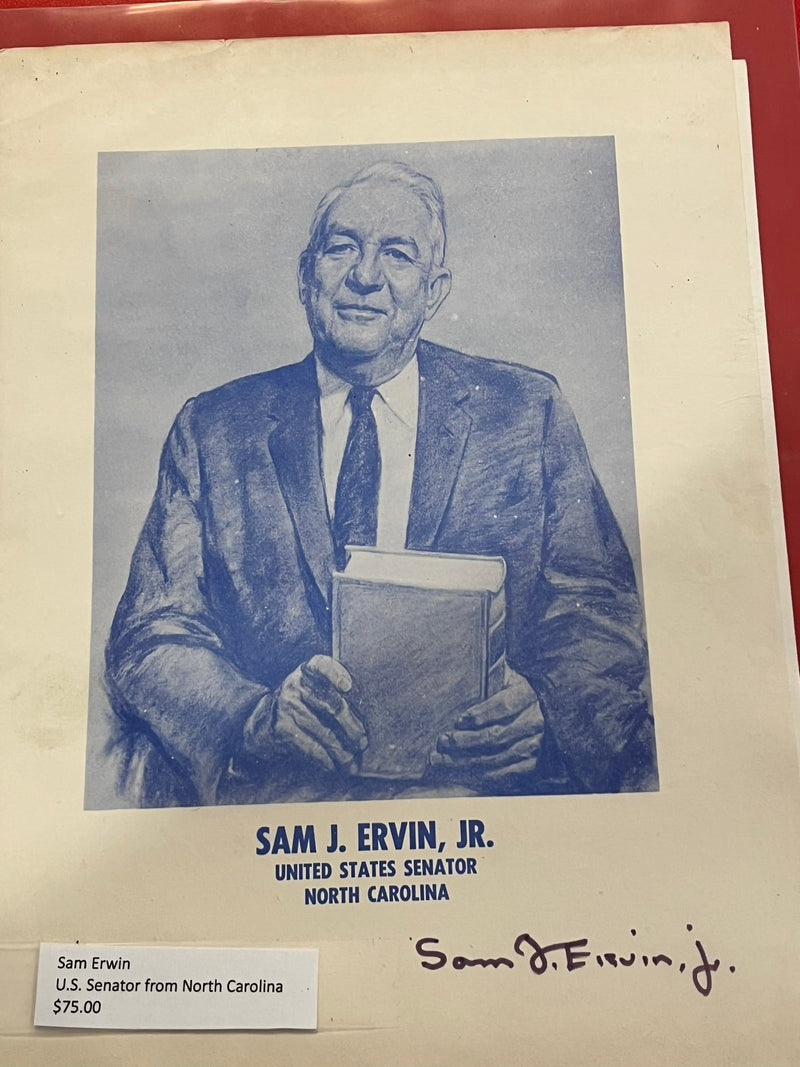 SAM J. ERVIN, JR.
UNITED STATES SENATOR
NORTH CAROLINA
Sam J. Ervin, Jr.
Sam Erwin
U.S. Senator from North Carolina
$75.00